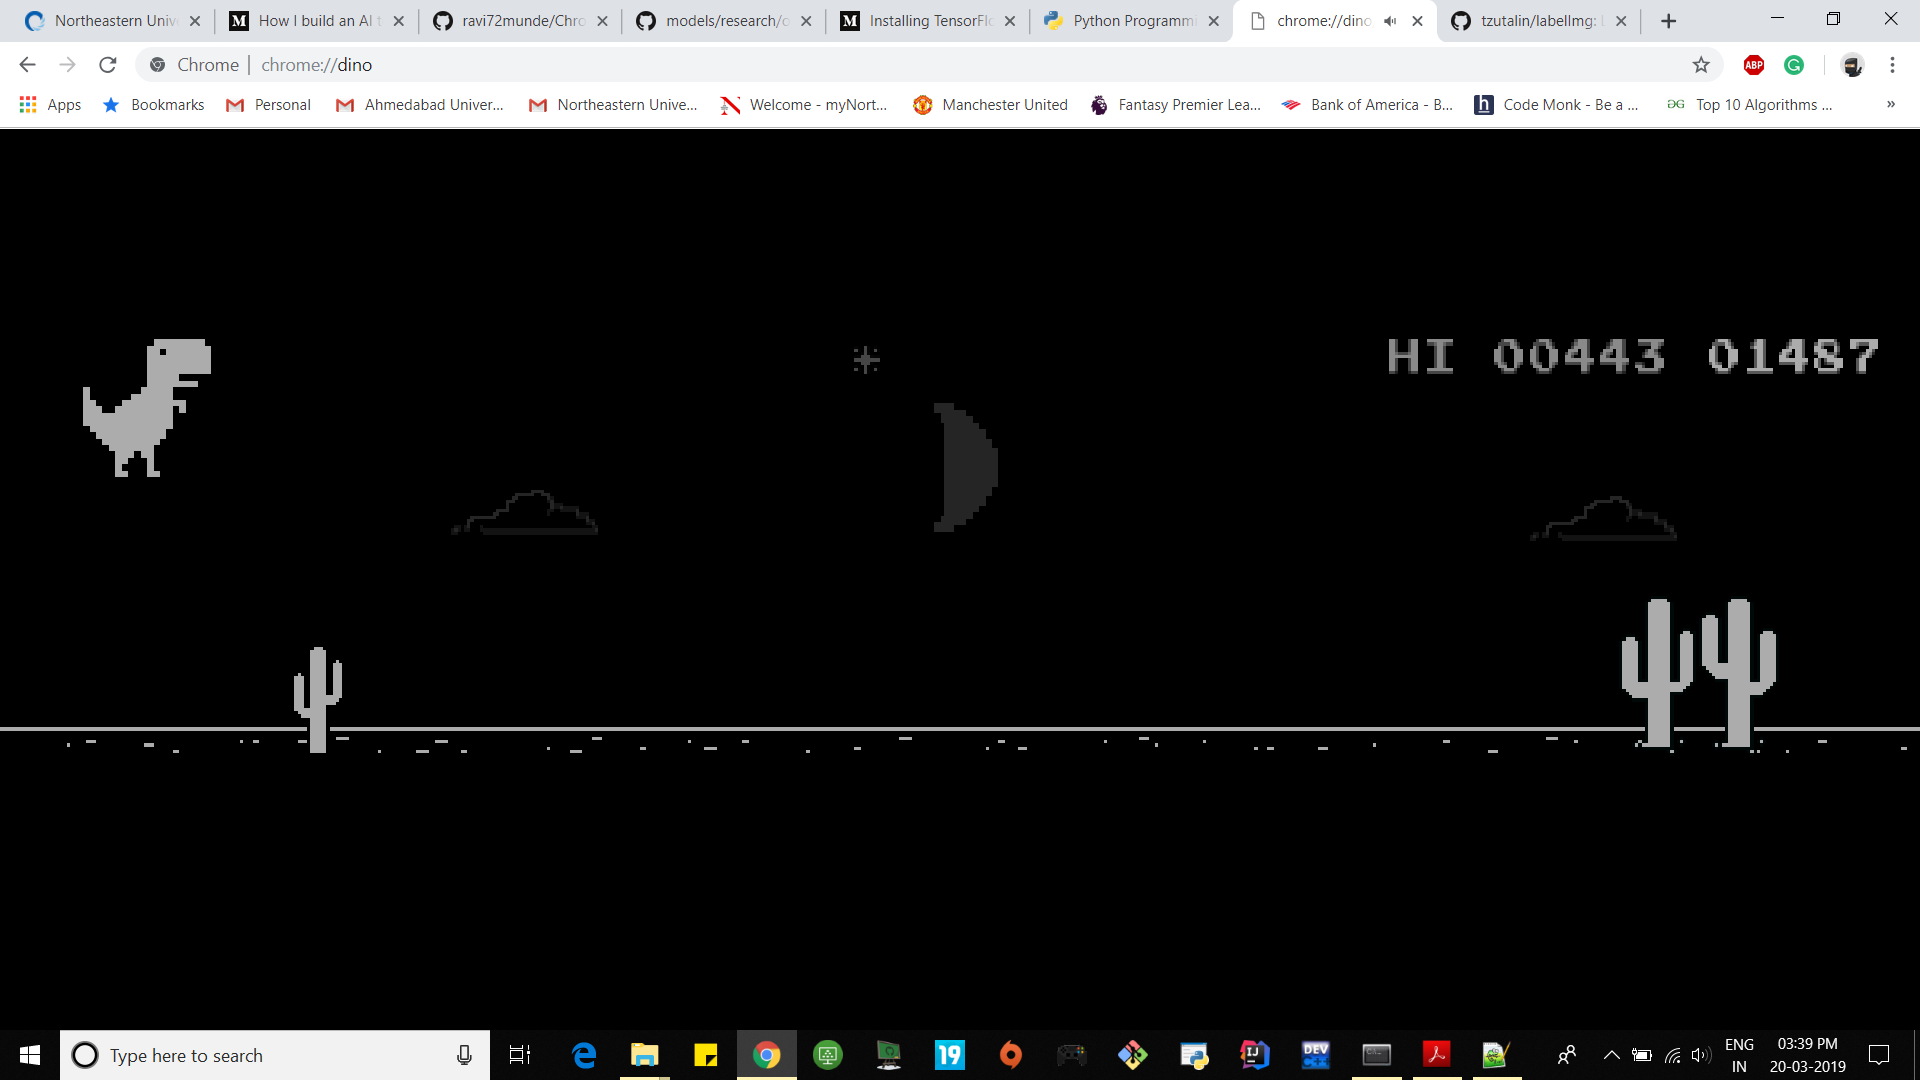 Northeastern Univ
How I build an AI t
ravi72munde/Chro
models/research/o
Installing TensorFl
Python Programmi
chrome://dino
tzutalin/labelImg:
Chrome | chrome://dino
ABP
Apps
Bookmarks
Personal
Ahmedabad Univer...
Northeastern Unive...
Welcome - myNort...
Manchester United
Fantasy Premier Lea...
Bank of America - B...
Code Monk - Be a ...
Top 10 Algorithms ...
»
HI 00443 01487
Type here to search
19
IJ
DEV
ENG
IN
03:39 PM
20-03-2019